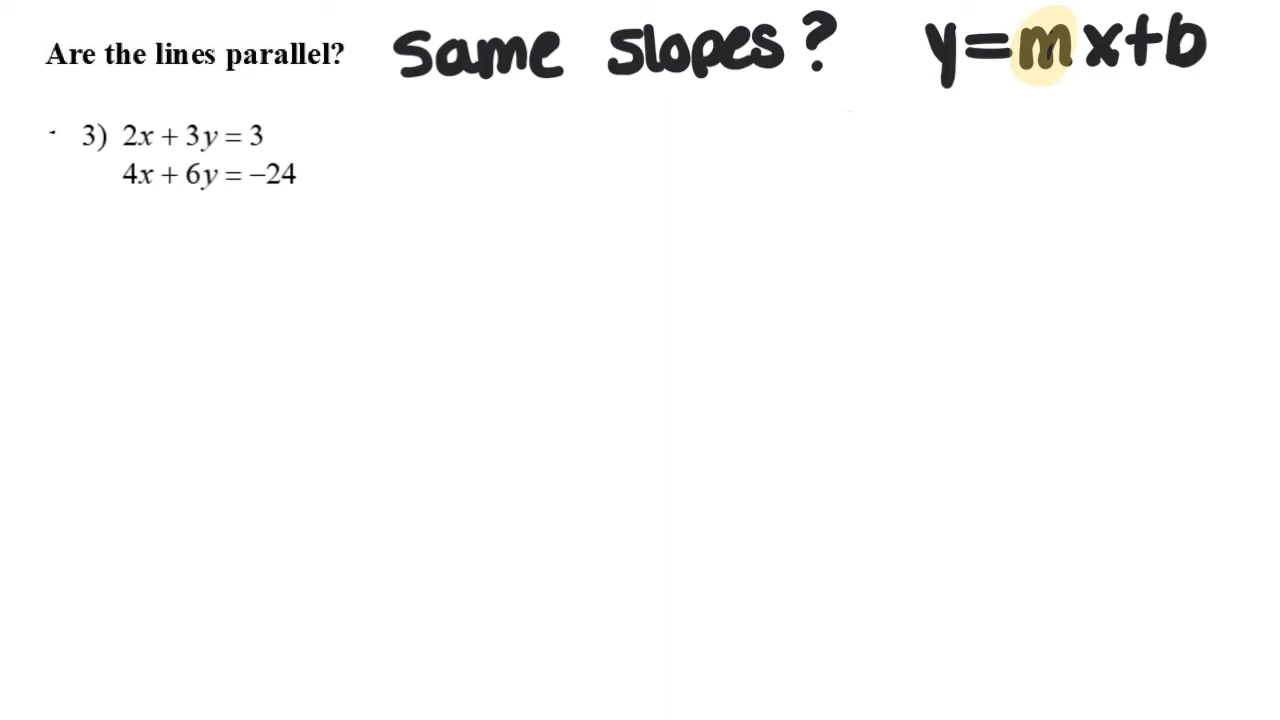 Are the lines parallel? Same slopes? y=mx+b
3) 2x + 3y = 3
4x + 6y = −24